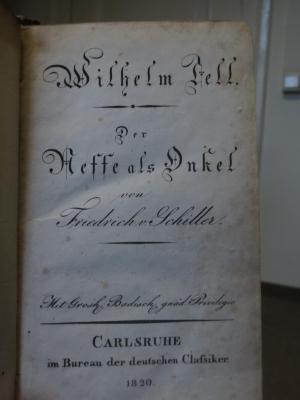 Wilhelm Tell.
Der
Neffe als Onkel
von
Friedrich v. Schiller.
Mit Grosh. Badisch. gnäd. Privilegio
CARLSRUHE
im Bureau der deutschen Classiker.
1820.